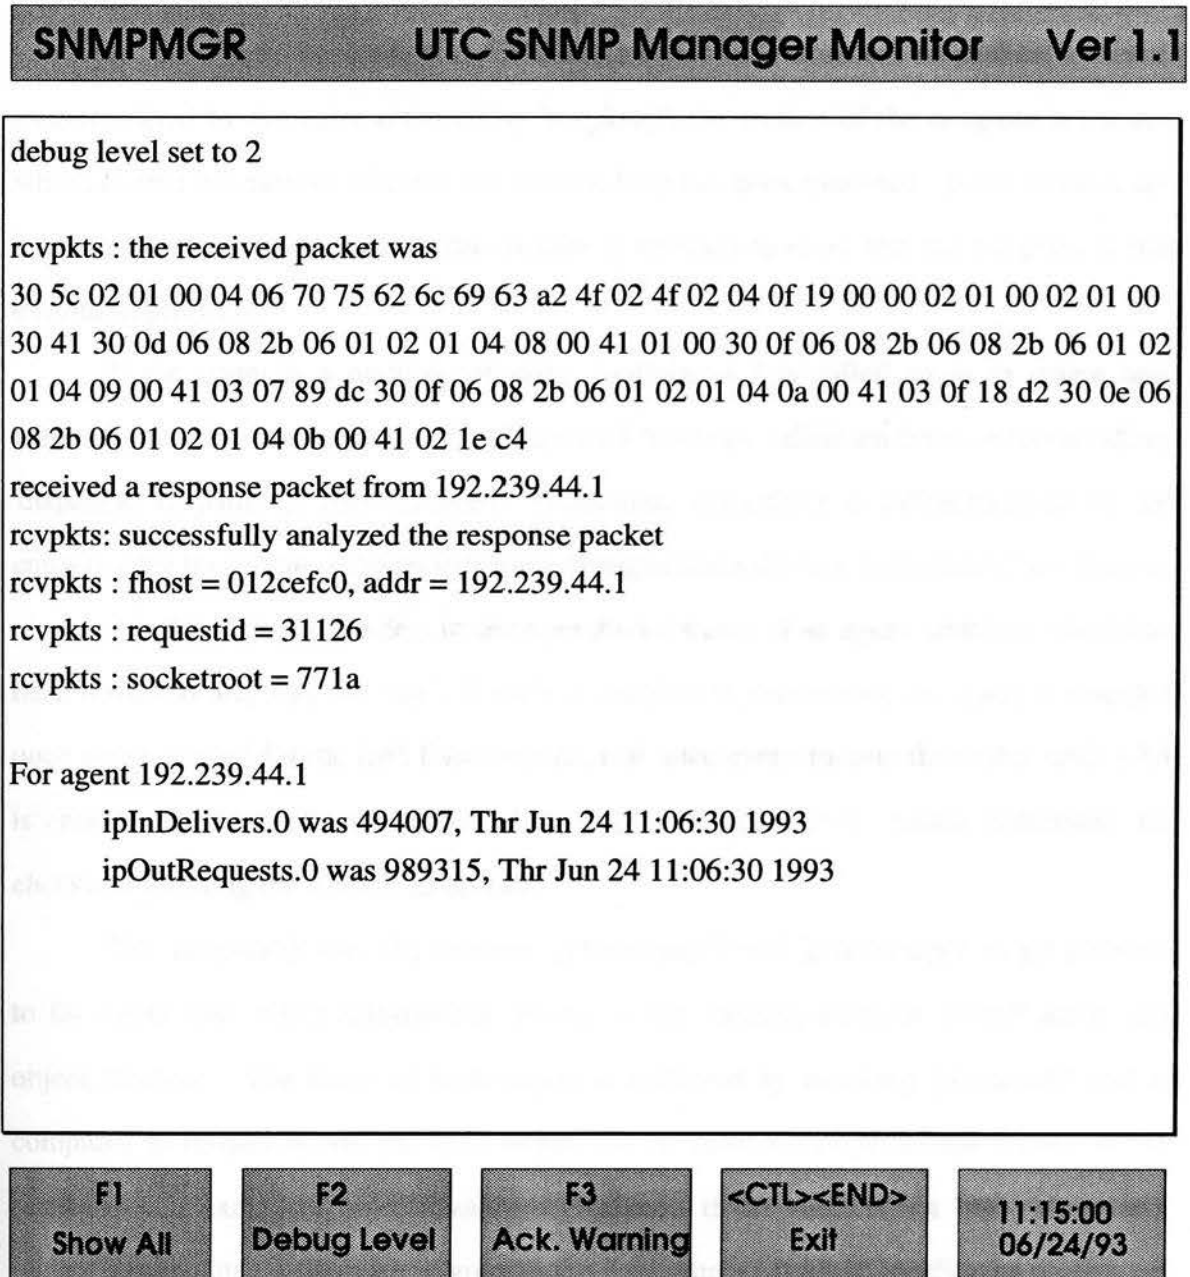 SNMPMGR UTC SNMP Manager Monitor Ver 1.1
debug level set to 2
rcvpkts : the received packet was
30 5c 02 01 00 04 06 70 75 62 6c 69 63 a2 4f 02 4f 02 04 0f 19 00 00 02 01 00 02 01 00
30 41 30 0d 06 08 2b 06 01 02 01 04 08 00 41 01 00 30 0f 06 08 2b 06 08 2b 06 01 02
01 04 09 00 41 03 07 89 dc 30 0f 06 08 2b 06 01 02 01 04 0a 00 41 03 0f 18 d2 30 0e 06
08 2b 06 01 02 01 04 0b 00 41 02 1e c4
received a response packet from 192.239.44.1
rcvpkts: successfully analyzed the response packet
rcvpkts : fhost = 012cefc0, addr = 192.239.44.1
rcvpkts : requestid = 31126
rcvpkts : socketroot = 771a
For agent 192.239.44.1
ipInDelivers.0 was 494007, Thr Jun 24 11:06:30 1993
ipOutRequests.0 was 989315, Thr Jun 24 11:06:30 1993
F1
Show All
F2
Debug Level
F3
Ack. Warning
<CTL><END>
Exit
11:15:00
06/24/93